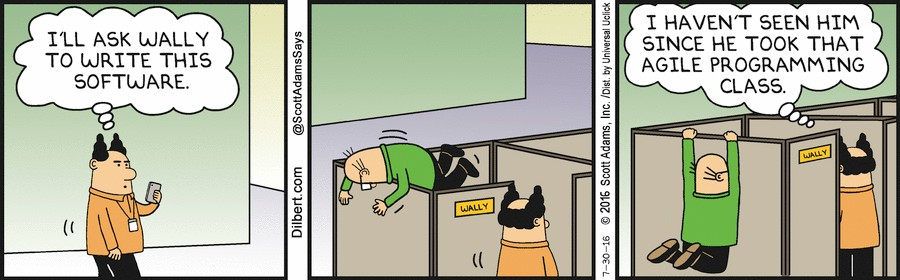 I'LL ASK WALLY
TO WRITE THIS
SOFTWARE.
Dilbert.com @ScottAdamsSays
WALLY
7-30-16 © 2016 Scott Adams, Inc. /Dist. by Universal Uclick
I HAVEN'T SEEN HIM
SINCE HE TOOK THAT
AGILE PROGRAMMING
CLASS.
WALLY